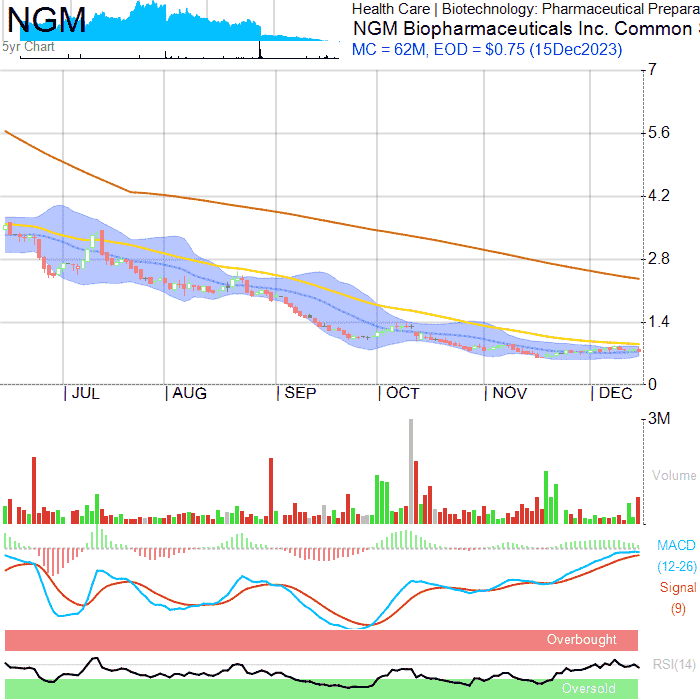 NGM
5yr Chart
Health Care | Biotechnology: Pharmaceutical Prepara
NGM Biopharmaceuticals Inc. Common
MC = 62M, EOD = $0.75 (15Dec2023)
7
5.6
4.2
2.8
1.4
0
| JUL | AUG | SEP | OCT | NOV | DEC
3M
Volume
MACD
(12-26)
Signal
(9)
Overbought
RSI(14)
Oversold